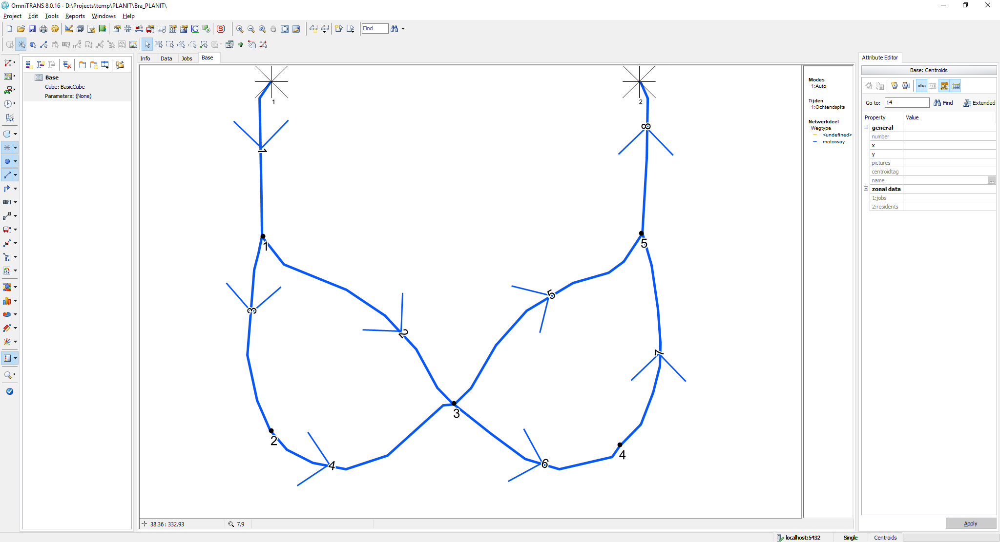 OmniTRANS 8.0.16 - D:\Projects\temp\PLANIT\Bra_PLANIT\
Project Edit Tools Reports Windows Help
Find
Base
Cube: BasicCube
Parameters: (None)
Info Data Jobs Base
1
2
1
8
1
5
3
5
2
7
3
2
4
4
6
Modes
1:Auto
Tijden
1:Ochtendspits
Netwerkdeel
Wegtype
<undefined>
motorway
38.36 : 332.93
7.9
Attribute Editor
Base: Centroids
abc
Go to: 14 Find Extended
Property Value
general
number
x
y
pictures
centroidtag
name
...
zonal data
1:jobs
2:residents
Apply
localhost:5432 Single Centroids